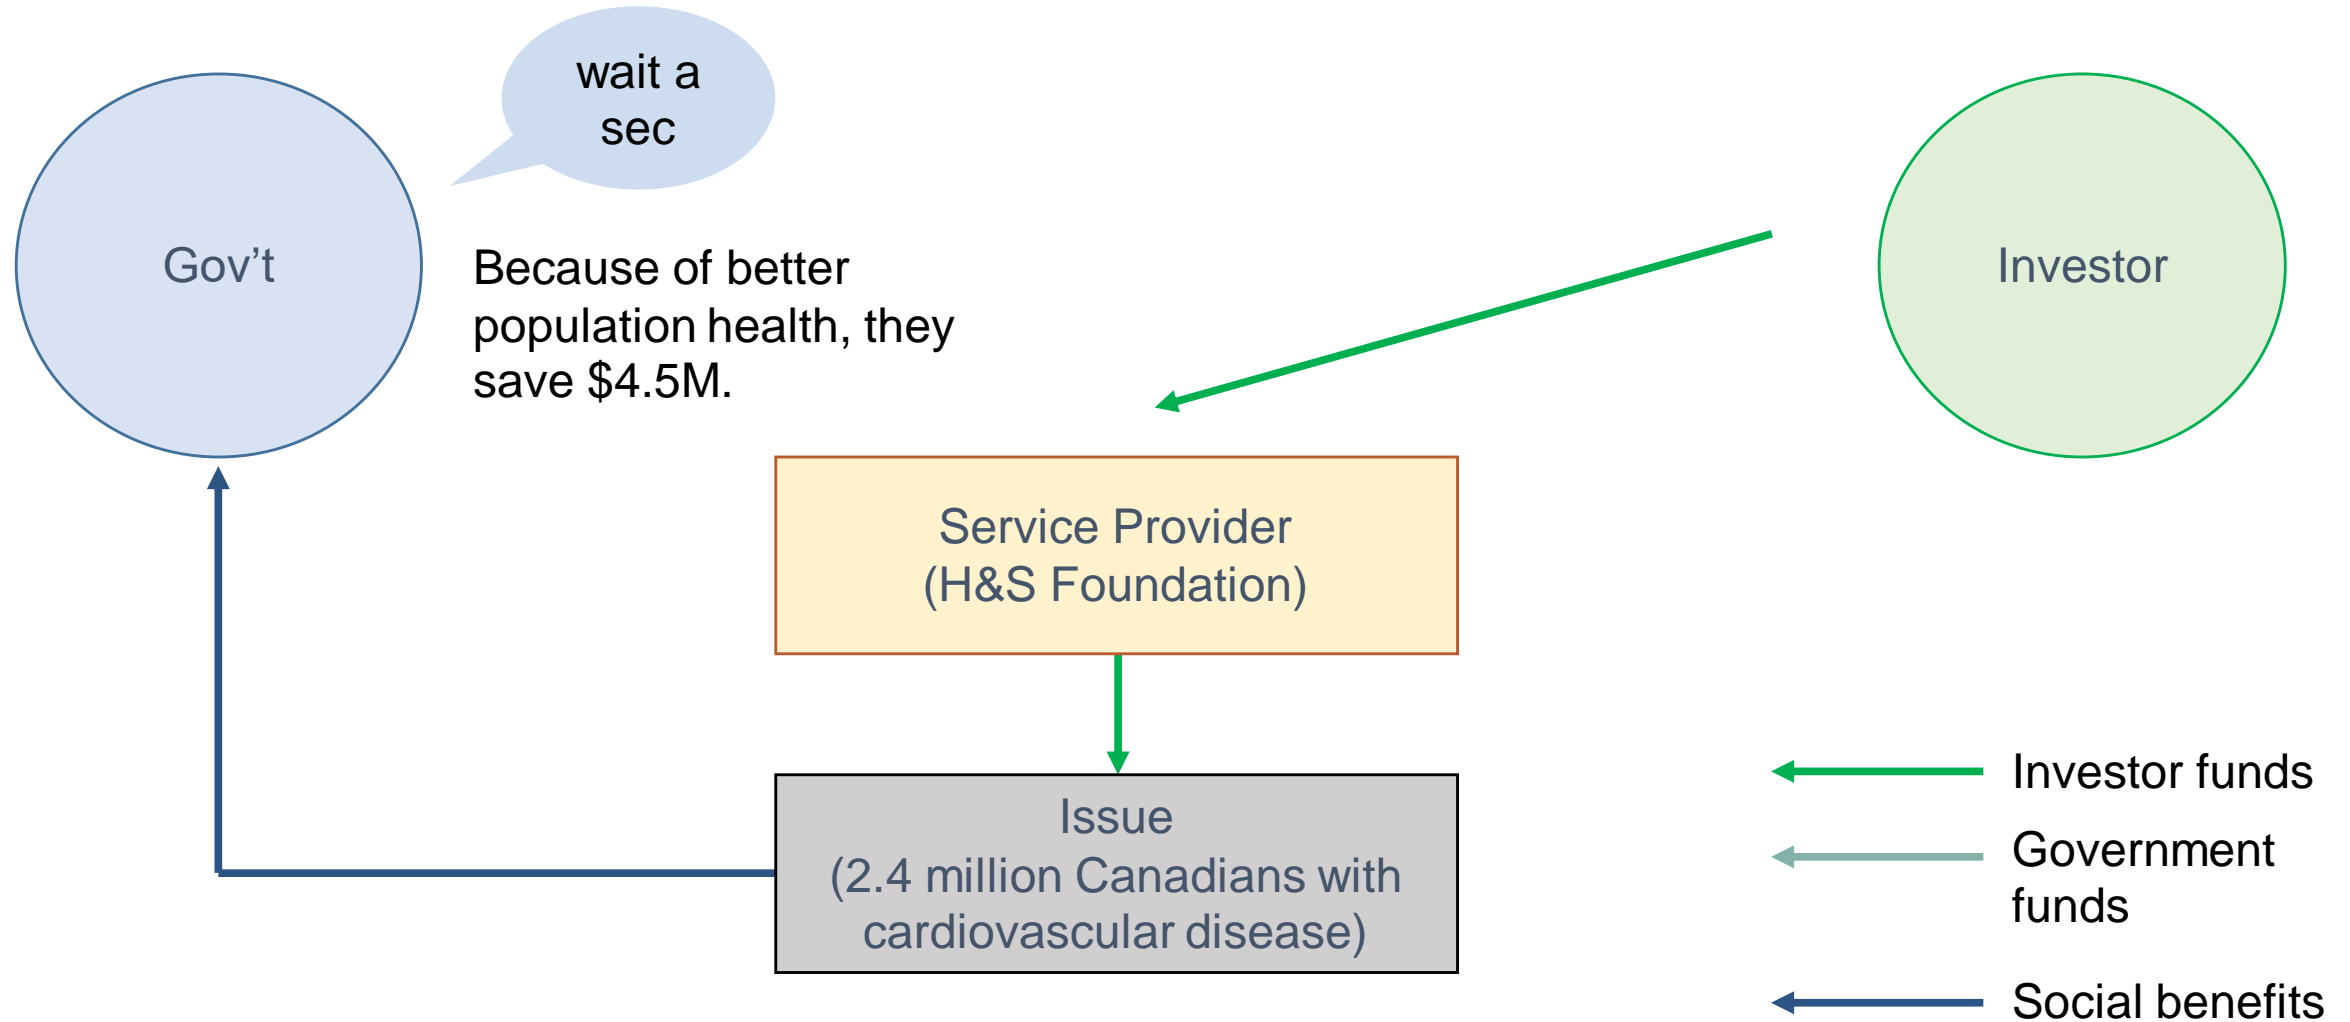 wait a
sec
Gov’t
Because of better
population health, they
save $4.5M.
Investor
Service Provider
(H&S Foundation)
Issue
(2.4 million Canadians with
cardiovascular disease)
Investor funds
Government
funds
Social benefits